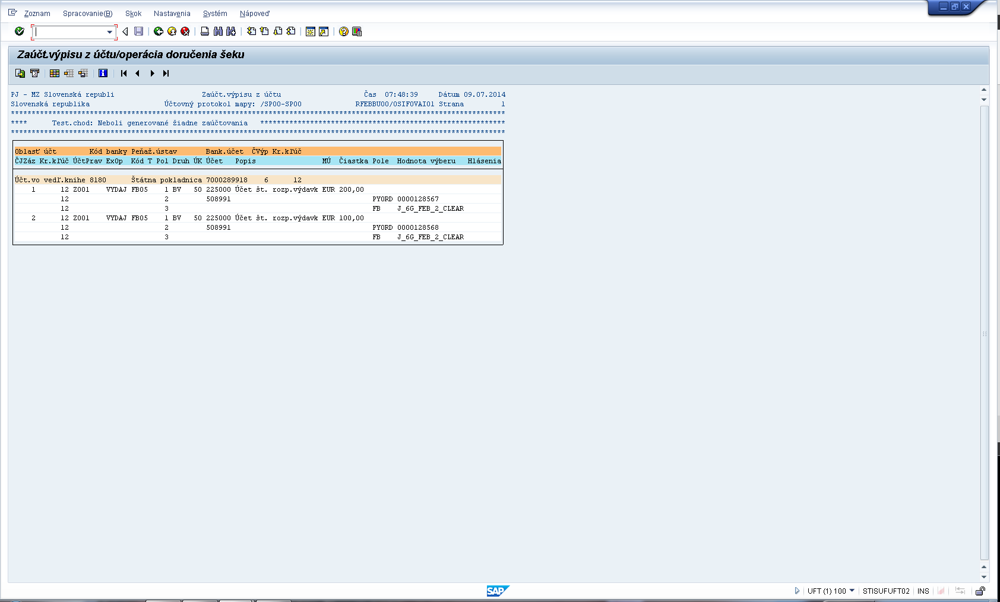 Zoznam Spracovanie(B) Skok Nastavenia Systém Nápoveď
Zaúčt.výpisu z účtu/operácia doručenia šeku
PJ - MZ Slovenská republi Zaúčt.výpisu z účtu Čas 07:48:39 Dátum 09.07.2014
Slovenská republika Účtovný protokol mapy: /SP00-SP00 RFEBBU00/0SIF0VAI01 Strana 1
***********************************************************************************************************************
**** Test.chod: Neboli generované žiadne zaúčtovania ***********************************************************
***********************************************************************************************************************
Oblasť účt Kód banky Peňaž.ústav Bank.účet ČVýp Kr.kľúč
ČJZáz Kr.kľúč ÚčtPrav ExOp Kód T Pol Druh ÚK Účet Popis MÚ Čiastka Pole Hodnota výberu Hlásenia
Účt.vo vedľ.knihe 8180 Štátna pokladnica 7000289918 6 12
1 12 Z001 VYDAJ FB05 1 BV 50 225000 Účet št. rozp.výdavk EUR 200,00
12 2 508991 PYORD 0000128567
12 3 FB J_6G_FEB_2_CLEAR
2 12 Z001 VYDAJ FB05 1 BV 50 225000 Účet št. rozp.výdavk EUR 100,00
12 2 508991 PYORD 0000128568
12 3 FB J_6G_FEB_2_CLEAR
SAP UFT (1) 100 STISUFUFT02 INS